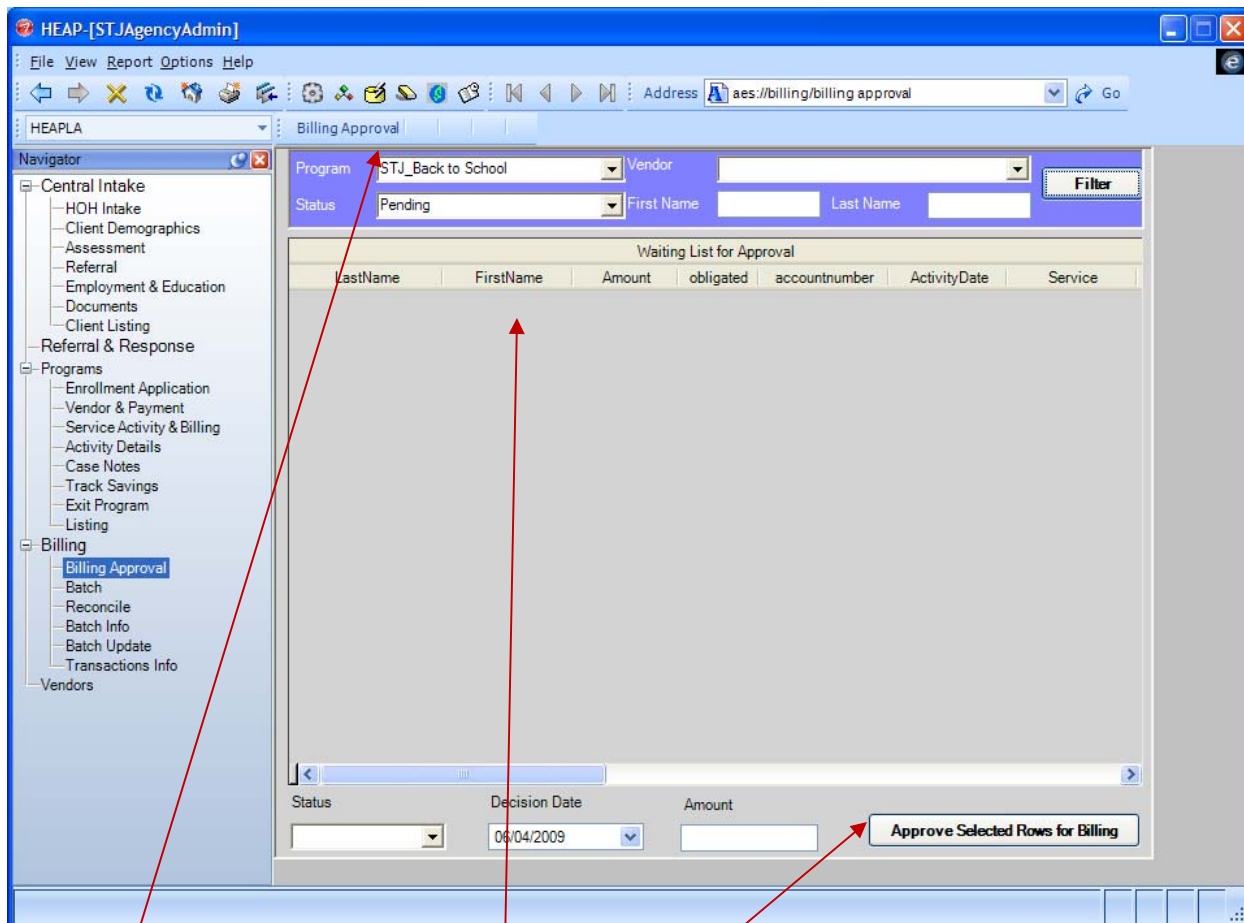 HEAP-[STJAgencyAdmin]
File View Report Options Help
Address aes://billing/billing approval Go
HEAPLA Billing Approval
Navigator
Central Intake
HOH Intake
Client Demographics
Assessment
Referral
Employment & Education
Documents
Client Listing
Referral & Response
Programs
Enrollment Application
Vendor & Payment
Service Activity & Billing
Activity Details
Case Notes
Track Savings
Exit Program
Listing
Billing
Billing Approval
Batch
Reconcile
Batch Info
Batch Update
Transactions Info
Vendors
Program STJ_Back to School Vendor Filter
Status Pending First Name Last Name
Waiting List for Approval
LastName FirstName Amount obligated accountnumber ActivityDate Service
Status Decision Date Amount
06/04/2009 Approve Selected Rows for Billing